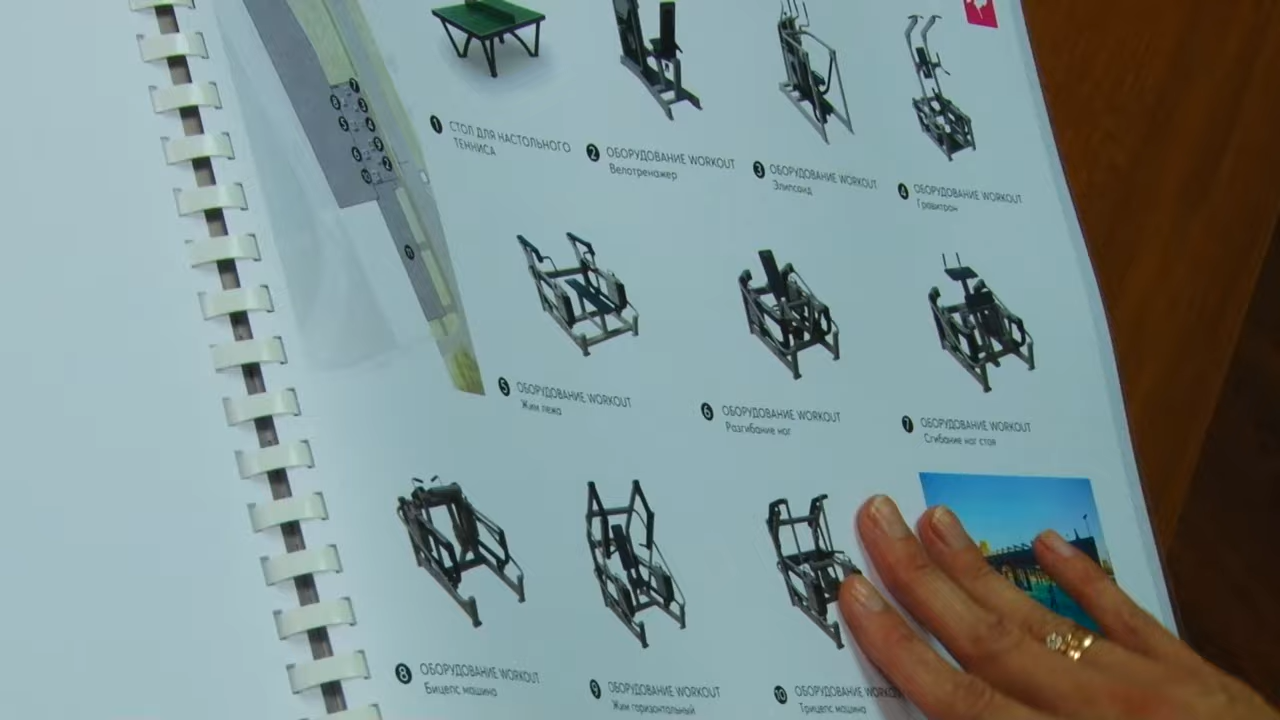 1 СТОЛ ДЛЯ НАСТОЛЬНОГО
ТЕННИСА
2 ОБОРУДОВАНИЕ WORKOUT
Велотренажер
3 ОБОРУДОВАНИЕ WORKOUT
Элипсоид
4 ОБОРУДОВАНИЕ WORKOUT
Гравитрон
5 ОБОРУДОВАНИЕ WORKOUT
Жим лежа
6 ОБОРУДОВАНИЕ WORKOUT
Разгибание ног
7 ОБОРУДОВАНИЕ WORKOUT
Сгибание ног стоя
8 ОБОРУДОВАНИЕ WORKOUT
Бицепс машина
9 ОБОРУДОВАНИЕ WORKOUT
Жим горизонтальный
10 ОБОРУДОВАНИЕ WORKOU
Трицепс машина